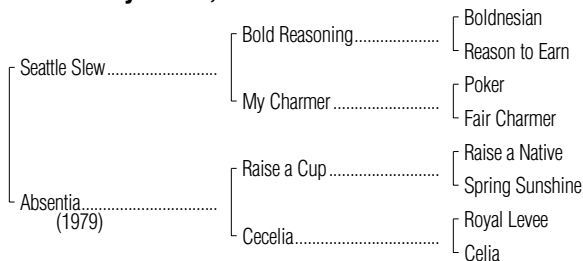 Boldnesian
Bold Reasoning....................
Reason to Earn
Seattle Slew..........................
Poker
My Charmer.........................
Fair Charmer
Raise a Native
Raise a Cup..........................
Spring Sunshine
Absentia................................
(1979)
Royal Levee
Cecelia..................................
Celia